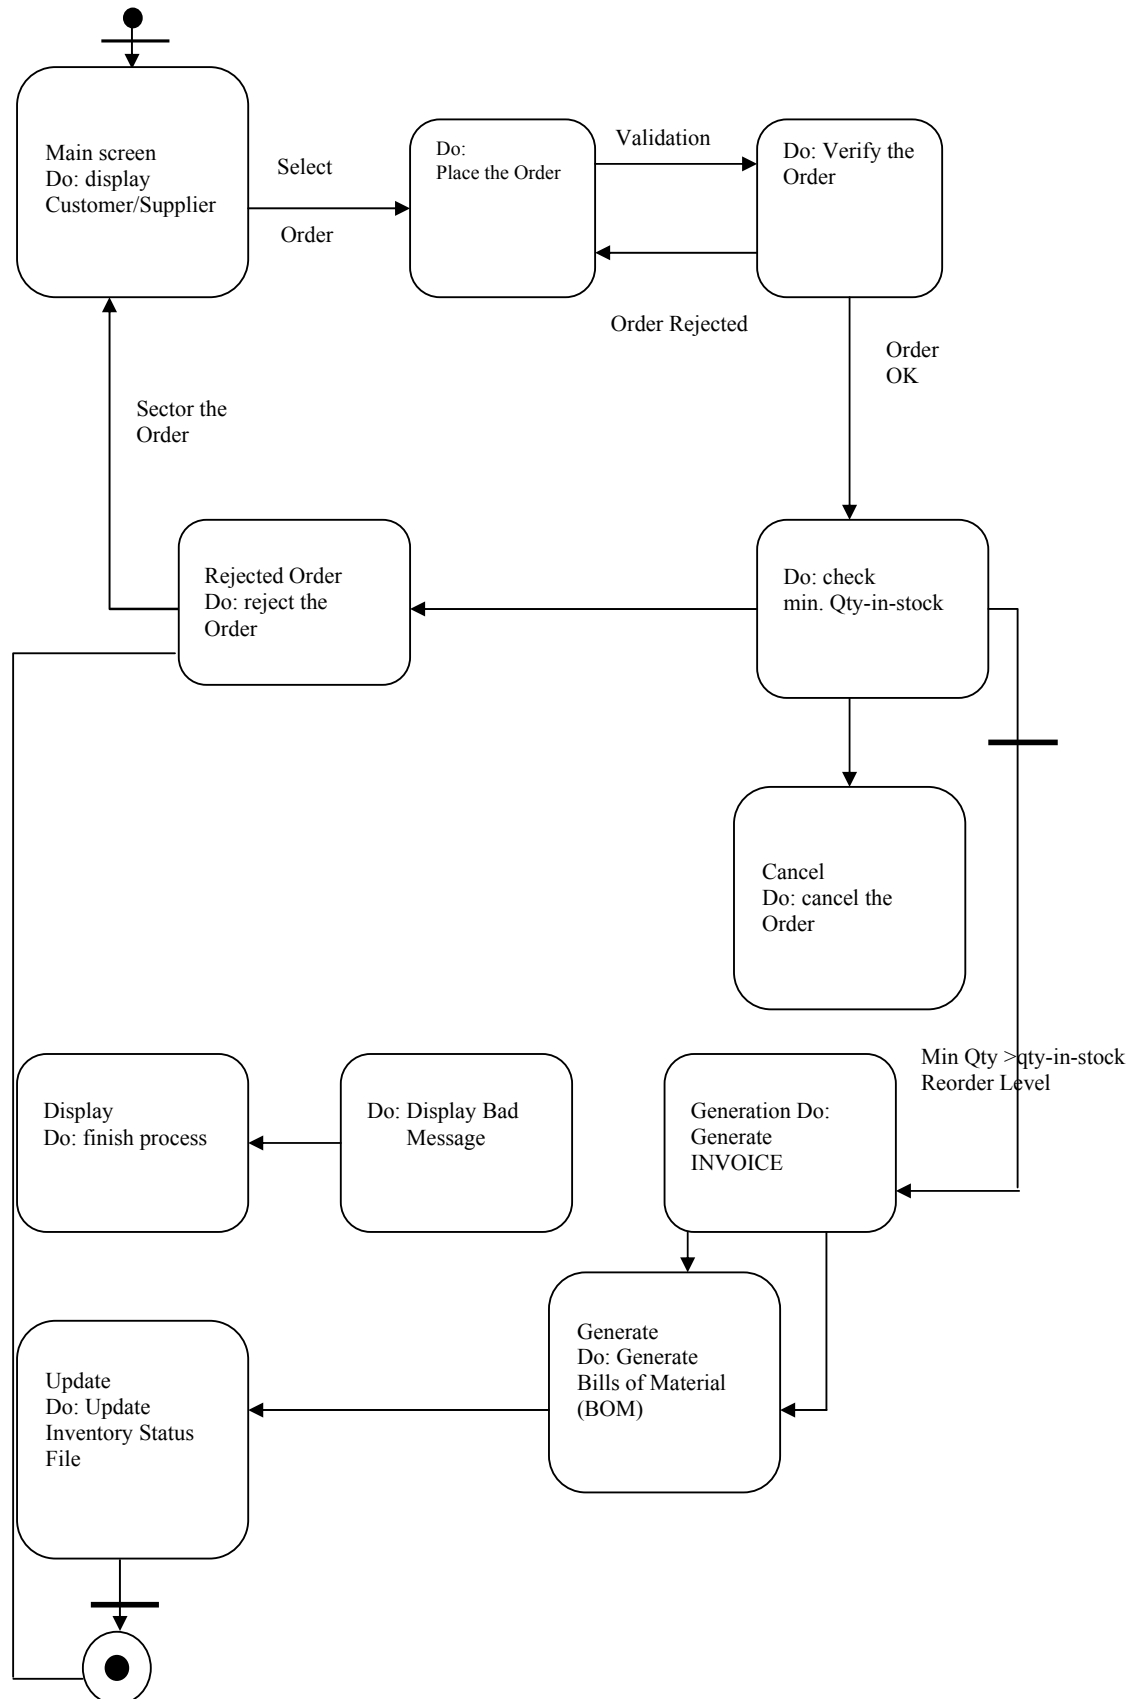 Main screen
Do: display
Customer/Supplier
Select
Order
Do:
Place the Order
Validation
Do: Verify the
Order
Order Rejected
Order
OK
Sector the
Order
Rejected Order
Do: reject the
Order
Do: check
min. Qty-in-stock
Cancel
Do: cancel the
Order
Min Qty >qty-in-stock
Reorder Level
Display
Do: finish process
Do: Display Bad
Message
Generation Do:
Generate
INVOICE
Generate
Do: Generate
Bills of Material
(BOM)
Update
Do: Update
Inventory Status
File